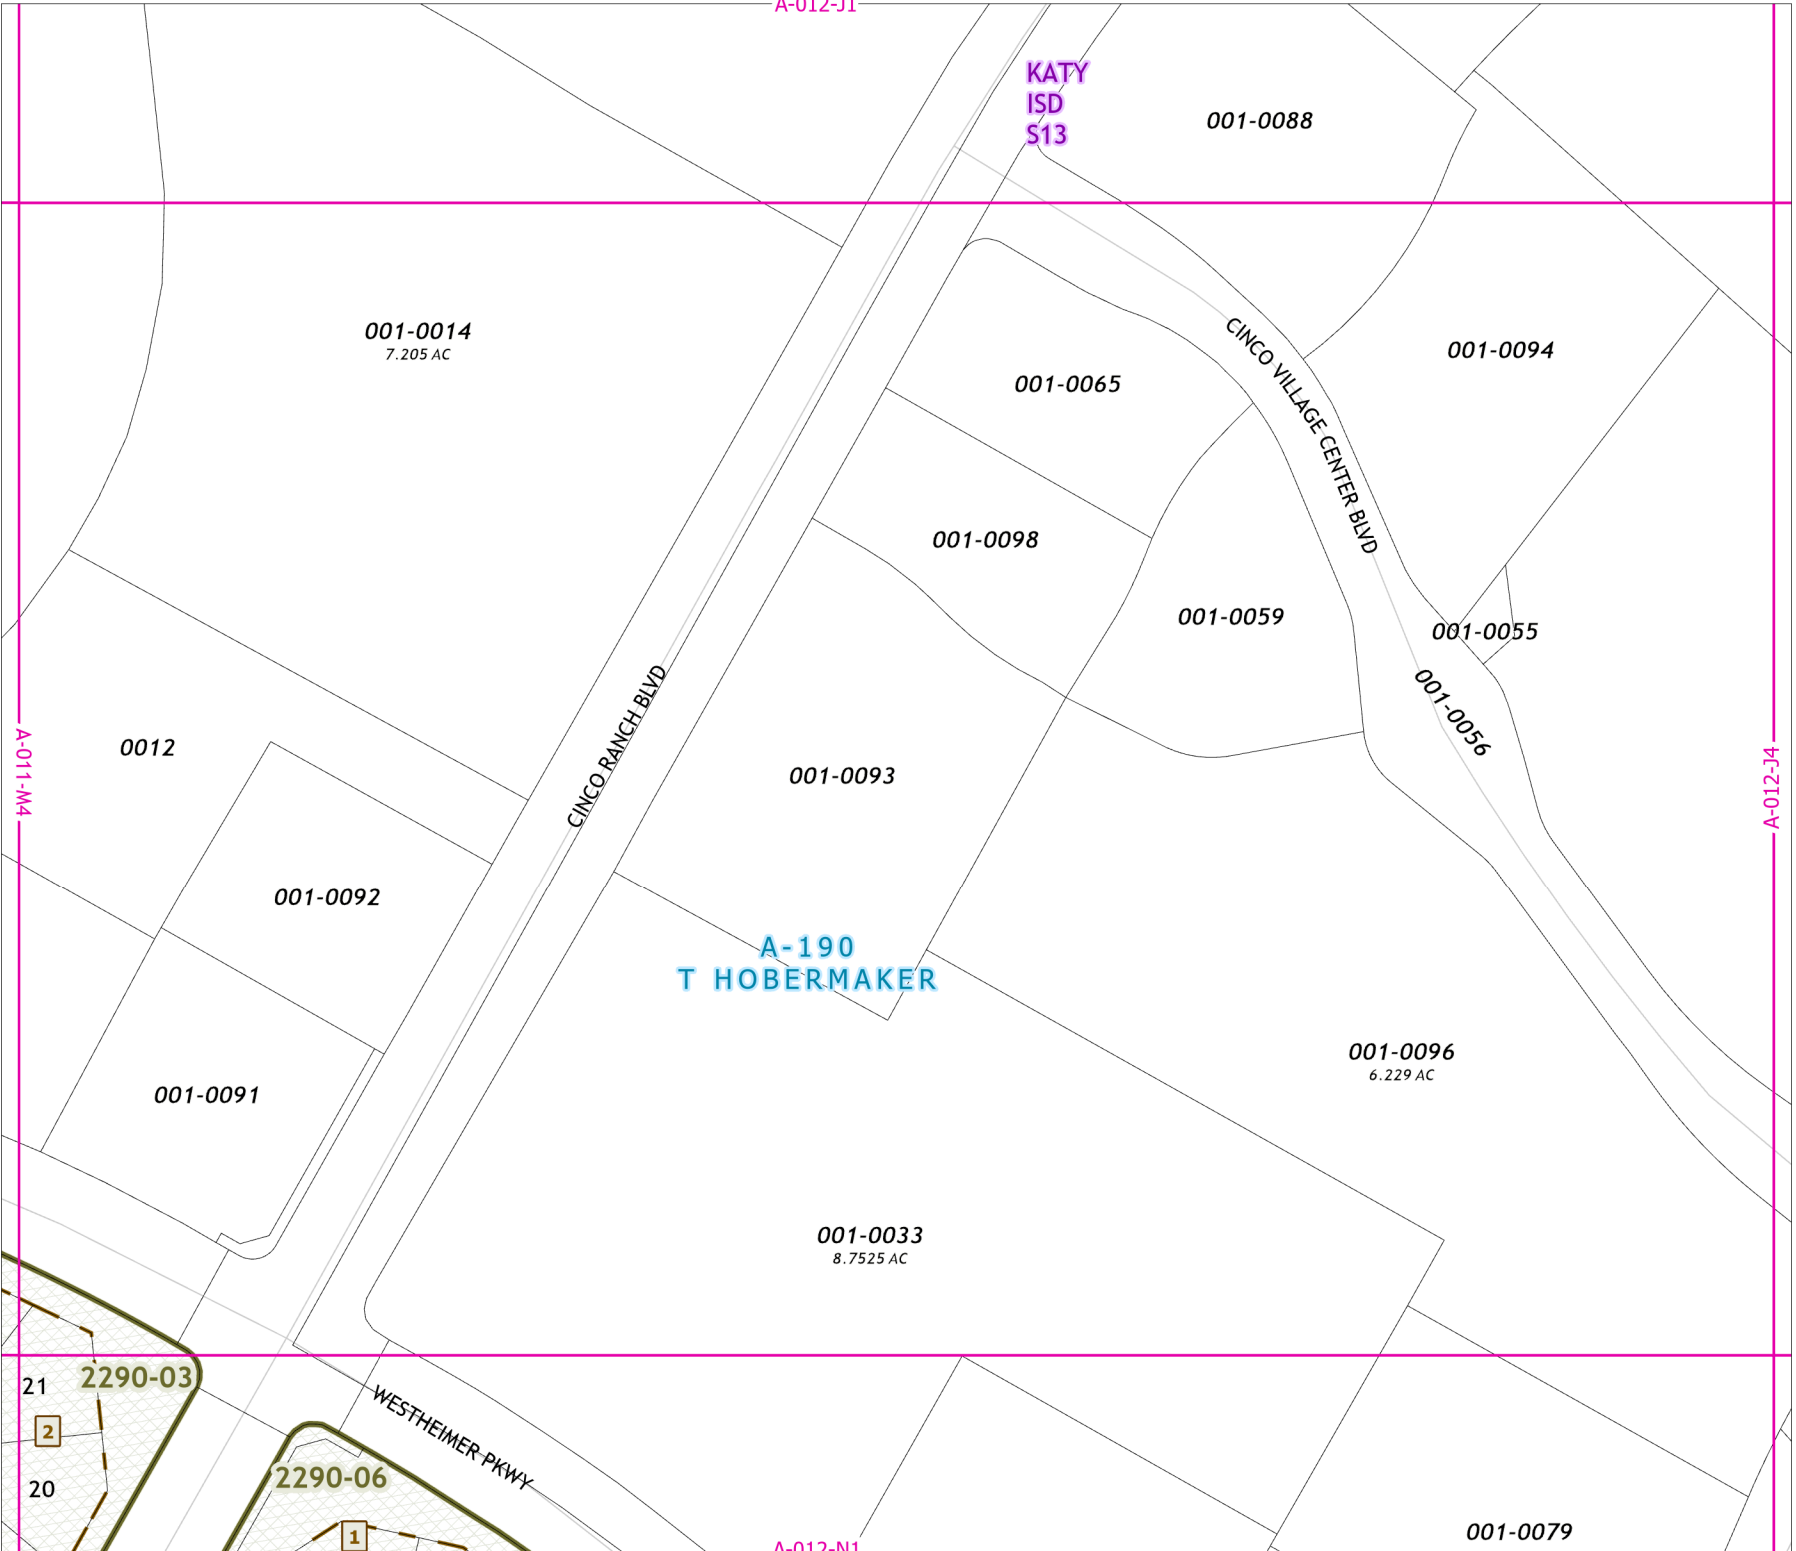 A-012-J1
KATY
ISD
S13
001-0088
001-0014
7.205 AC
CINCO VILLAGE CENTER BLVD
001-0094
001-0065
001-0098
001-0059
001-0055
001-0056
CINCO RANCH BLVD
A-011-M4
0012
001-0093
A-012-J4
001-0092
A-190
T HOBERMAKER
001-0096
6.229 AC
001-0091
001-0033
8.7525 AC
2290-03
21
2
20
WESTHEIMER PKWY
2290-06
1
001-0079
A-012-N1